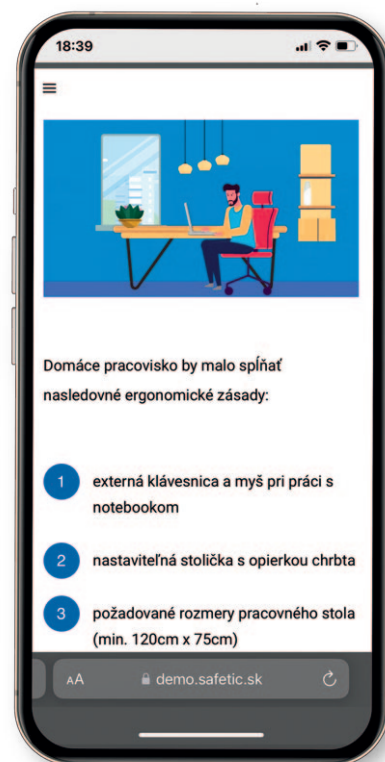 18:39
Domáce pracovisko by malo spĺňať
nasledovné ergonomické zásady:
1 externá klávesnica a myš pri práci s
notebookom
2 nastaviteľná stolička s opierkou chrbta
3 požadované rozmery pracovného stola
(min. 120cm x 75cm)
AA demo.safetic.sk